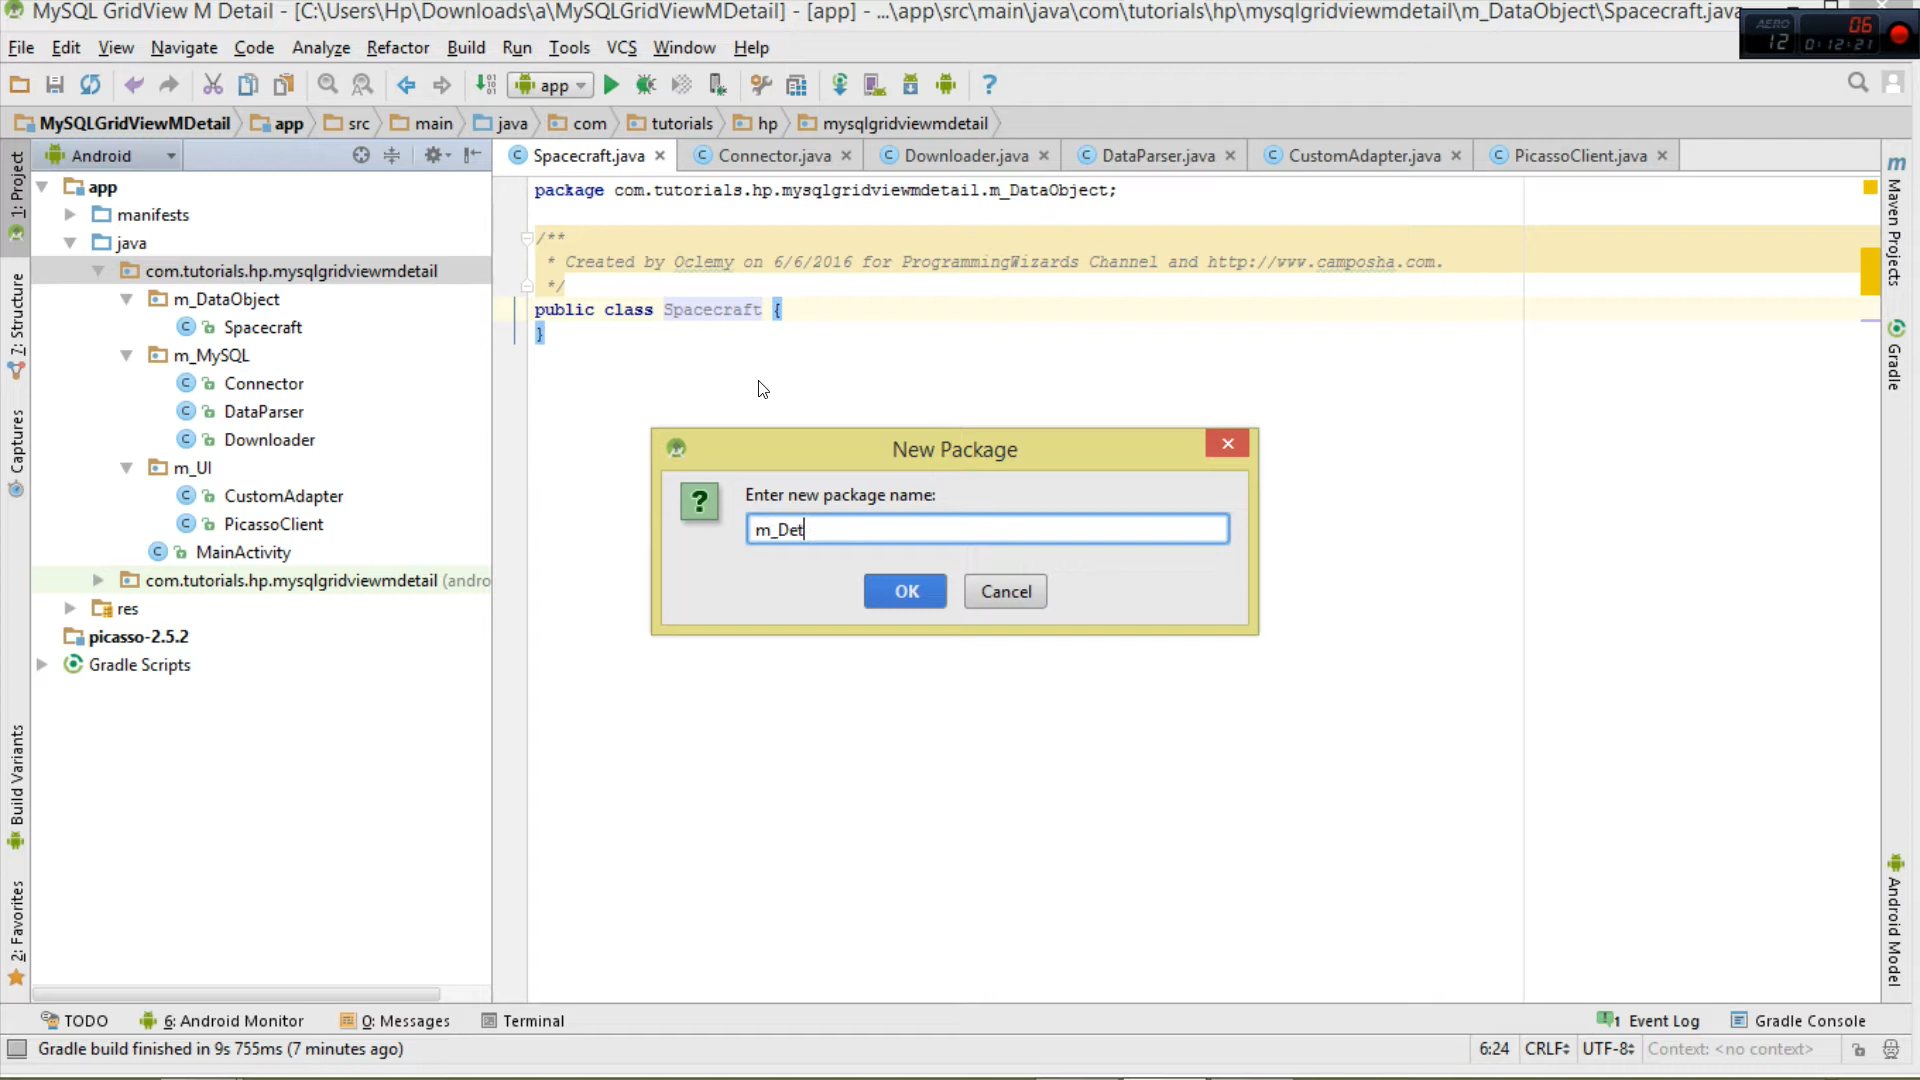 MySQL GridView M Detail - [C:\Users\Hp\Downloads\a\MySQLGridViewMDetail] - [app] - ...\app\src\main\java\com\tutorials\hp\mysqlgridviewmdetail\m_DataObject\Spacecraft.java
AERO 12 06 0:12:21
File Edit View Navigate Code Analyze Refactor Build Run Tools VCS Window Help
app
MySQLGridViewMDetail app src main java com tutorials hp mysqlgridviewmdetail
Android
Spacecraft.java Connector.java Downloader.java DataParser.java CustomAdapter.java PicassoClient.java
1: Project
7: Structure
Captures
Build Variants
2: Favorites
app
manifests
java
com.tutorials.hp.mysqlgridviewmdetail
m_DataObject
Spacecraft
m_MySQL
Connector
DataParser
Downloader
m_UI
CustomAdapter
PicassoClient
MainActivity
com.tutorials.hp.mysqlgridviewmdetail (andro
res
picasso-2.5.2
Gradle Scripts
package com.tutorials.hp.mysqlgridviewmdetail.m_DataObject;
/**
* Created by Oclemy on 6/6/2016 for ProgrammingWizards Channel and http://www.camposha.com.
*/
public class Spacecraft {
}
New Package
Enter new package name:
m_Det
OK Cancel
Maven Projects
Gradle
Android Model
TODO 6: Android Monitor 0: Messages Terminal 1 Event Log Gradle Console
Gradle build finished in 9s 755ms (7 minutes ago) 6:24 CRLF UTF-8 Context: <no context>